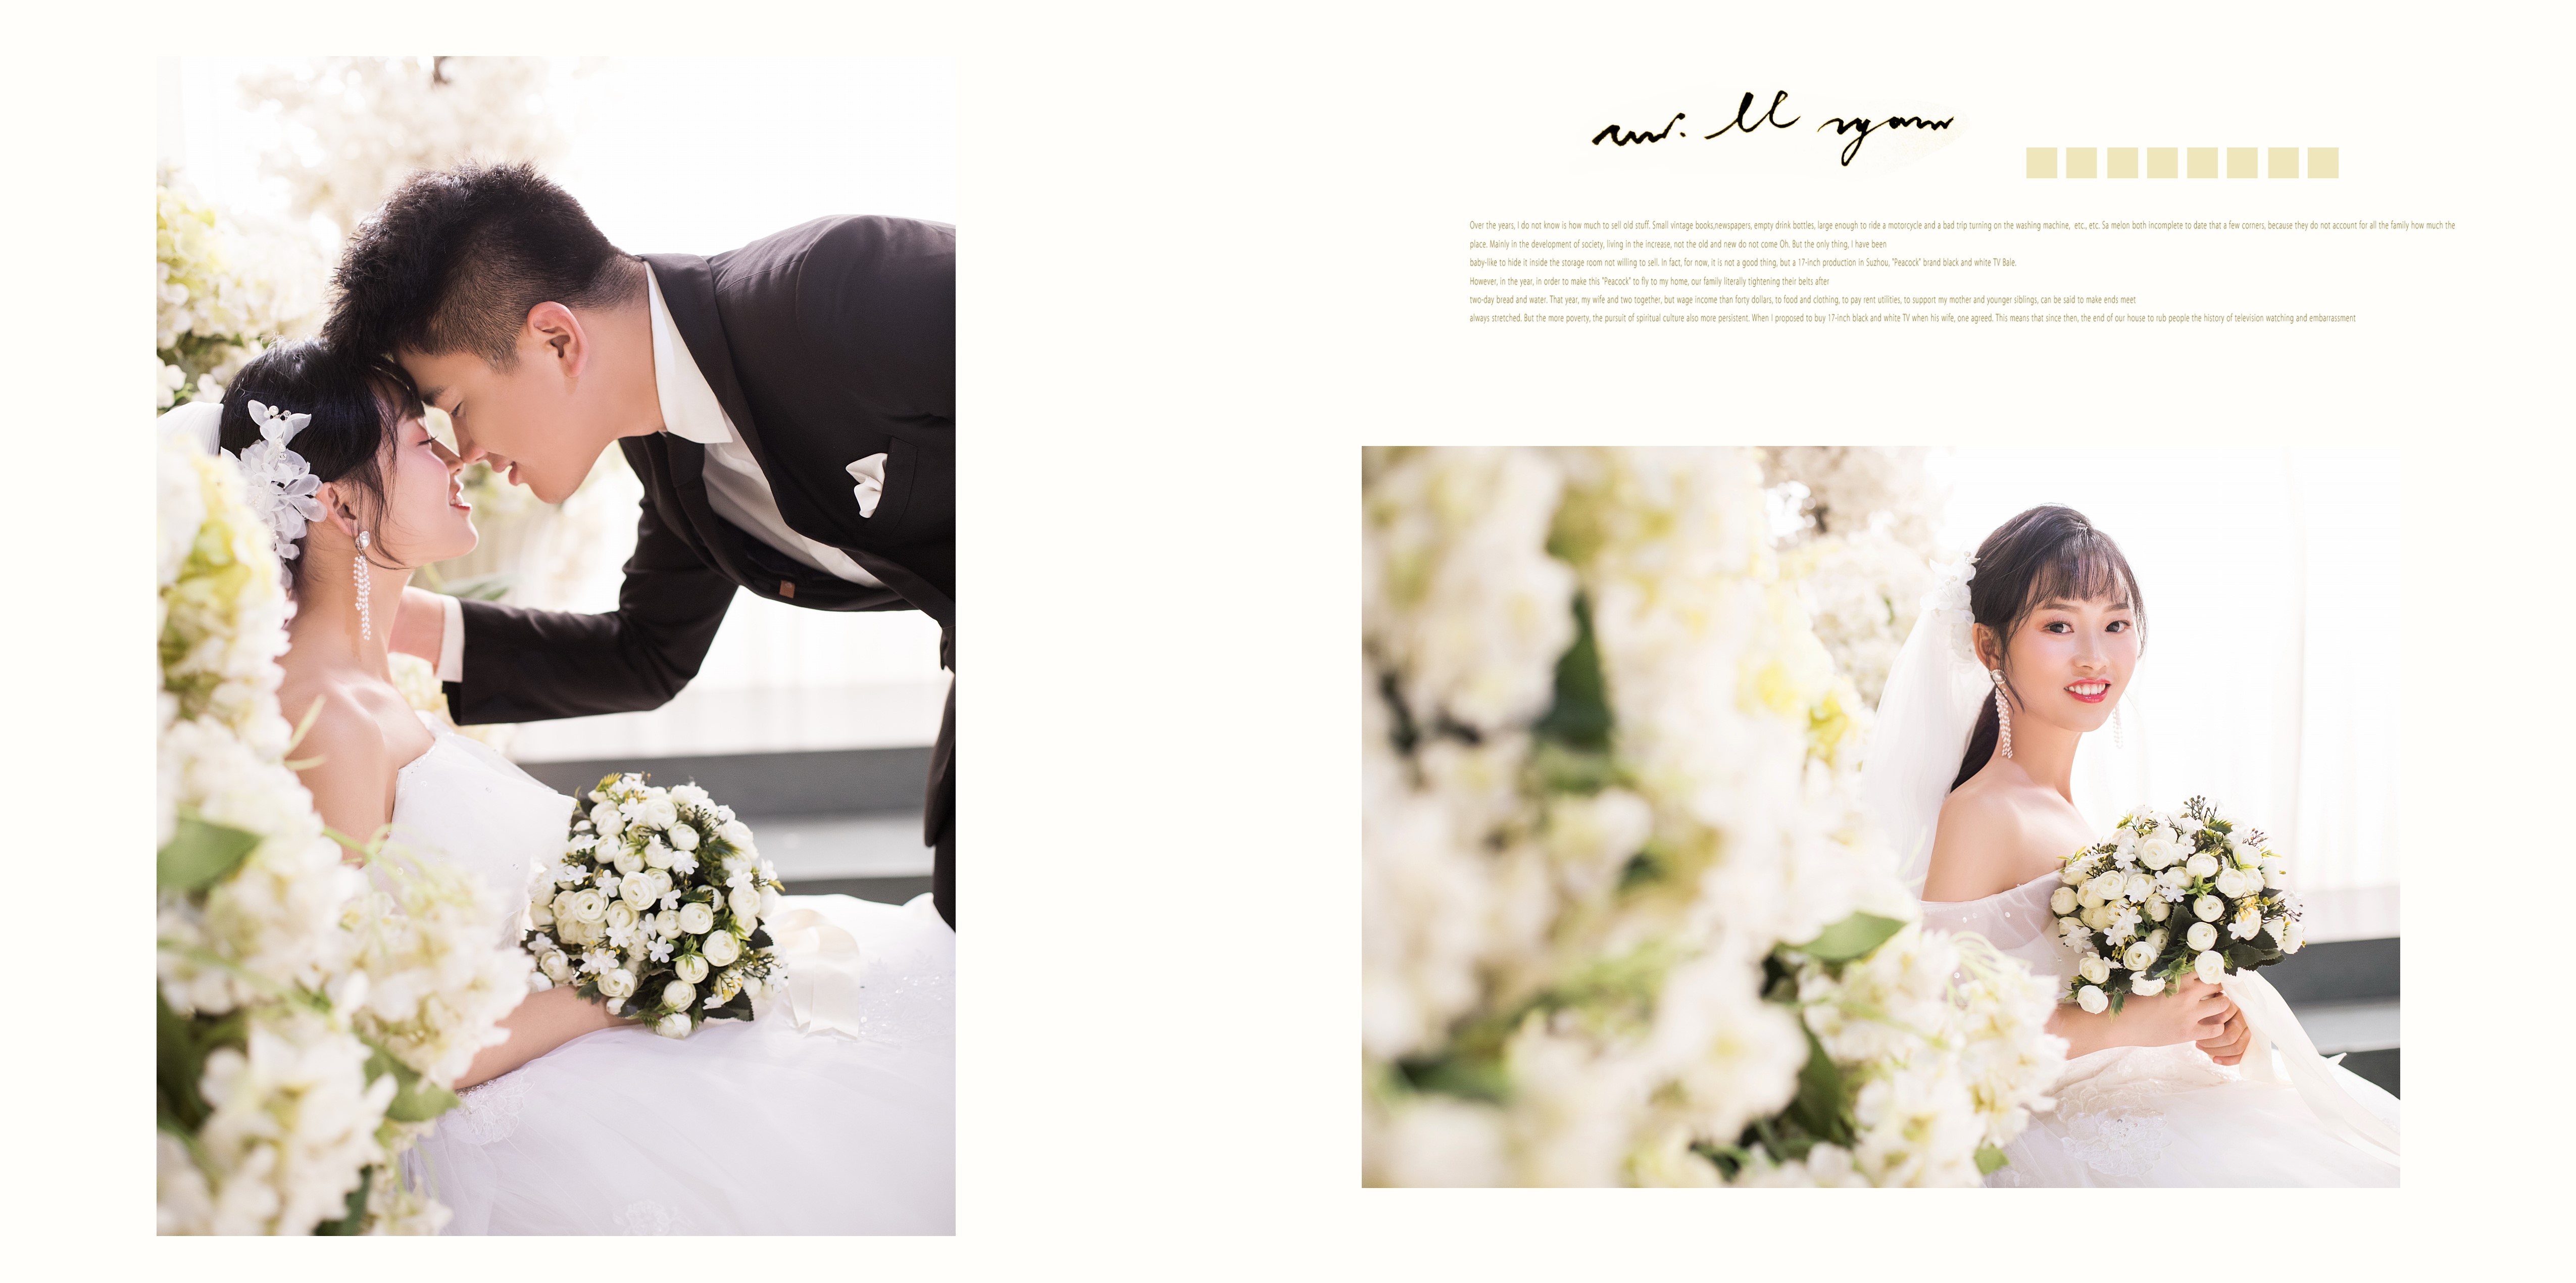 Over the years, I do not know is how much to sell old stuff. Small vintage books,newspapers, empty drink bottles, large enough to ride a motorcycle and a bad trip turning on the washing machine, etc., etc. Sa melon both incomplete to date that a few corners, because they do not account for all the family how much the
place. Mainly in the development of society, living in the increase, not the old and new do not come Oh. But the only thing, I have been
baby-like to hide it inside the storage room not willing to sell. In fact, for now, it is not a good thing, but a 17-inch production in Suzhou, "Peacock" brand black and white TV Bale.
However, in the year, in order to make this "Peacock" to fly to my home, our family literally tightening their belts after
two-day bread and water. That year, my wife and two together, but wage income than forty dollars, to food and clothing, to pay rent utilities, to support my mother and younger siblings, can be said to make ends meet
always stretched. But the more poverty, the pursuit of spiritual culture also more persistent. When I proposed to buy 17-inch black and white TV when his wife, one agreed. This means that since then, the end of our house to rub people the history of television watching and embarrassment